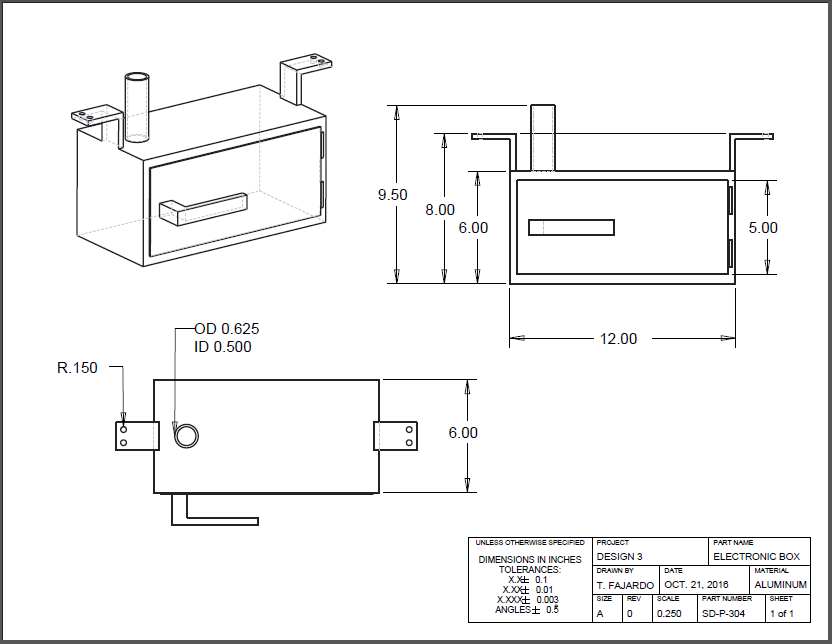 9.50
8.00
6.00
5.00
12.00
OD 0.625
ID 0.500
R.150
6.00
UNLESS OTHERWISE SPECIFIED
DIMENSIONS IN INCHES
TOLERANCES:
X.X± 0.1
X.XX± 0.01
X.XXX± 0.003
ANGLES± 0.5
PROJECT
DESIGN 3
PART NAME
ELECTRONIC BOX
DRAWN BY
T. FAJARDO
DATE
OCT. 21, 2016
MATERIAL
ALUMINUM
SIZE
A
REV
0
SCALE
0.250
PART NUMBER
SD-P-304
SHEET
1 of 1